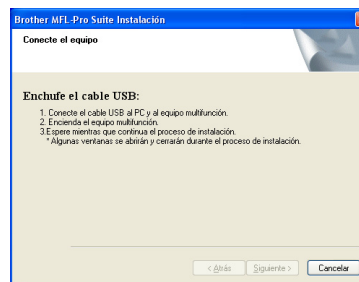 Brother MFL-Pro Suite Instalación
Conecte el equipo
Enchufe el cable USB:
1. Conecte el cable USB al PC y al equipo multifunción.
2. Encienda el equipo multifunción.
3.Espere mientras que continua el proceso de instalación.
* Algunas ventanas se abrirán y cerrarán durante el proceso de instalación.
< Atrás
Siguiente >
Cancelar